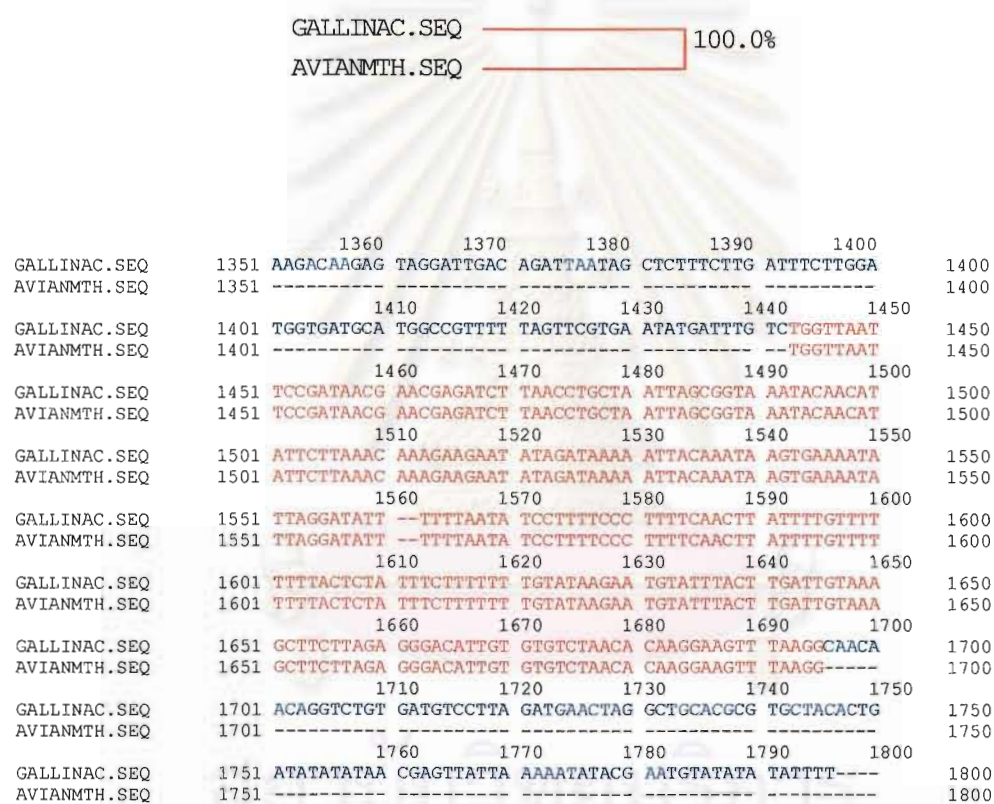 GALLINAC.SEQ
100.0%
AVIANMTH.SEQ
1360 1370 1380 1390 1400
GALLINAC.SEQ 1351 AAGACAAGAG TAGGATTGAC AGATTAATAG CTCTTTCTTG ATTTCTTGGA 1400
AVIANMTH.SEQ 1351 ---------- ---------- ---------- ---------- ---------- 1400
1410 1420 1430 1440 1450
GALLINAC.SEQ 1401 TGGTGATGCA TGGCCGTTTT TAGTTCGTGA ATATGATTTG TCTGGTTAAT 1450
AVIANMTH.SEQ 1401 ---------- ---------- ---------- ---------- --TGGTTAAT 1450
1460 1470 1480 1490 1500
GALLINAC.SEQ 1451 TCCGATAACG AACGAGATCT TAACCTGCTA ATTAGCGGTA AATACAACAT 1500
AVIANMTH.SEQ 1451 TCCGATAACG AACGAGATCT TAACCTGCTA ATTAGCGGTA AATACAACAT 1500
1510 1520 1530 1540 1550
GALLINAC.SEQ 1501 ATTCTTAAAC AAAGAAGAAT ATAGATAAAA ATTACAAATA AGTGAAAATA 1550
AVIANMTH.SEQ 1501 ATTCTTAAAC AAAGAAGAAT ATAGATAAAA ATTACAAATA AGTGAAAATA 1550
1560 1570 1580 1590 1600
GALLINAC.SEQ 1551 TTAGGATATT --TTTTAATA TCCTTTTCCC TTTTCAACTT ATTTTGTTTT 1600
AVIANMTH.SEQ 1551 TTAGGATATT --TTTTAATA TCCTTTTCCC TTTTCAACTT ATTTTGTTTT 1600
1610 1620 1630 1640 1650
GALLINAC.SEQ 1601 TTTTACTCTA TTTCTTTTTT TGTATAAGAA TGTATTTACT TGATTGTAAA 1650
AVIANMTH.SEQ 1601 TTTTACTCTA TTTCTTTTTT TGTATAAGAA TGTATTTACT TGATTGTAAA 1650
1660 1670 1680 1690 1700
GALLINAC.SEQ 1651 GCTTCTTAGA GGGACATTGT GTGTCTAACA CAAGGAAGTT TAAGGCAACA 1700
AVIANMTH.SEQ 1651 GCTTCTTAGA GGGACATTGT GTGTCTAACA CAAGGAAGTT TAAGG----- 1700
1710 1720 1730 1740 1750
GALLINAC.SEQ 1701 ACAGGTCTGT GATGTCCTTA GATGAACTAG GCTGCACGCG TGCTACACTG 1750
AVIANMTH.SEQ 1701 ---------- ---------- ---------- ---------- ---------- 1750
1760 1770 1780 1790 1800
GALLINAC.SEQ 1751 ATATATATAA CGAGTTATTA AAAATATACG AATGTATATA TATTTT---- 1800
AVIANMTH.SEQ 1751 ---------- ---------- ---------- ---------- ---------- 1800